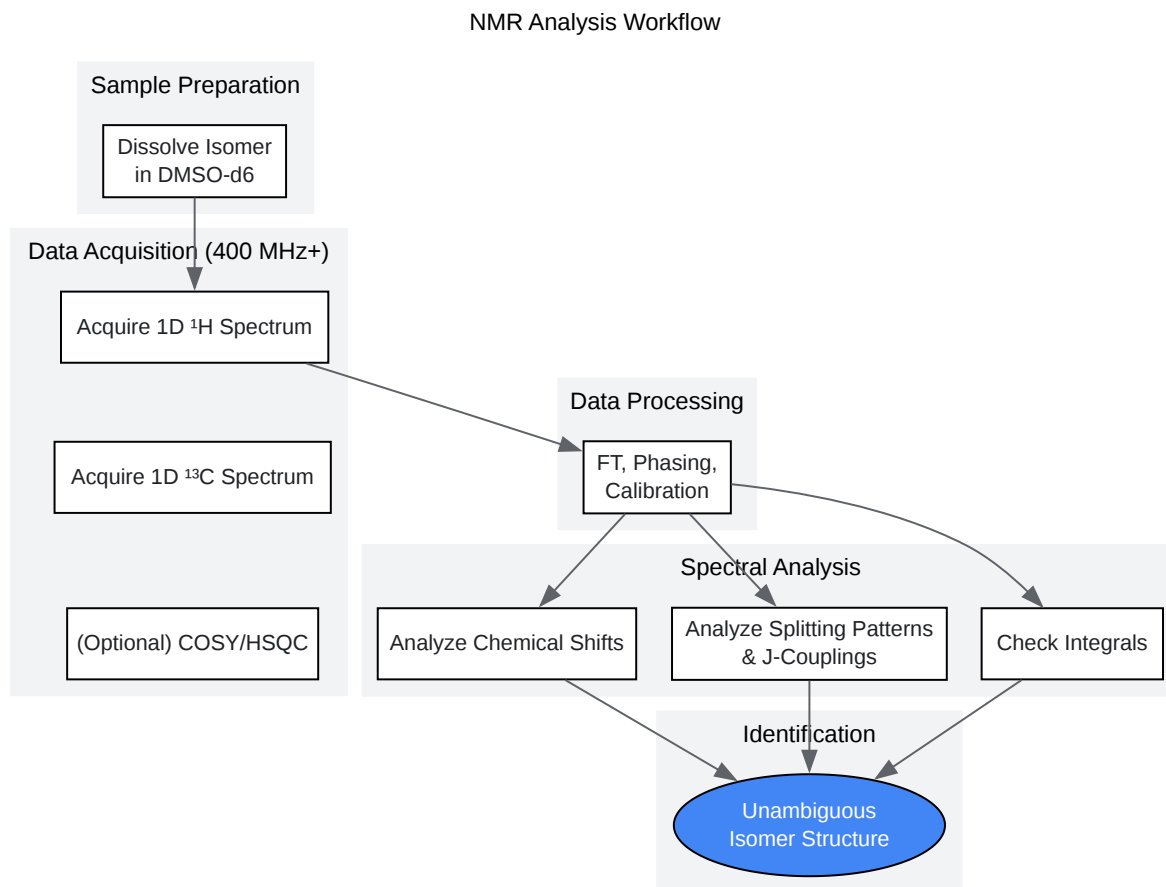 NMR Analysis Workflow
Sample Preparation
Dissolve Isomer
in DMSO-d6
Data Acquisition (400 MHz+)
Acquire 1D ¹H Spectrum
Acquire 1D ¹³C Spectrum
(Optional) COSY/HSQC
Data Processing
FT, Phasing,
Calibration
Spectral Analysis
Analyze Chemical Shifts
Analyze Splitting Patterns
& J-Couplings
Check Integrals
Identification
Unambiguous
Isomer Structure